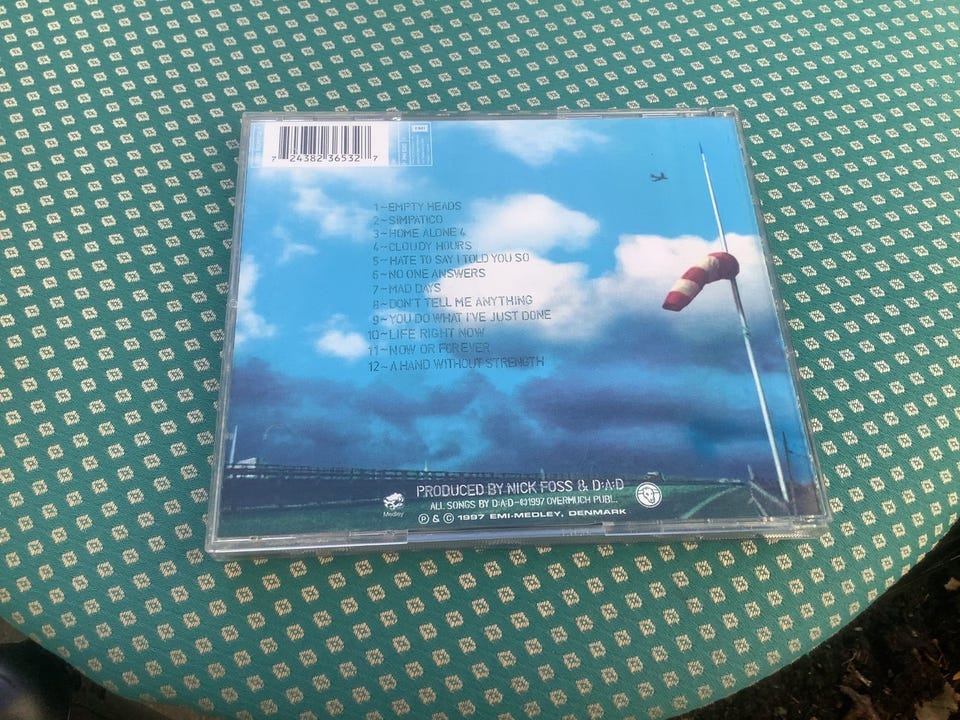 7 24382 36532 7
EMI
1~EMPTY HEADS
2~SIMPATICO
3~HOME ALONE 4
4~CLOUDY HOURS
5~HATE TO SAY I TOLD YOU SO
6~NO ONE ANSWERS
7~MAD DAYS
8~DON'T TELL ME ANYTHING
9~YOU DO WHAT I'VE JUST DONE
10~LIFE RIGHT NOW
11~NOW OR FOREVER
12~A HAND WITHOUT STRENGTH
PRODUCED BY NICK FOSS & D:A:D
ALL SONGS BY D·A·D-©1997 OVERMUCH PUBL.
Medley
℗ & © 1997 EMI-MEDLEY, DENMARK